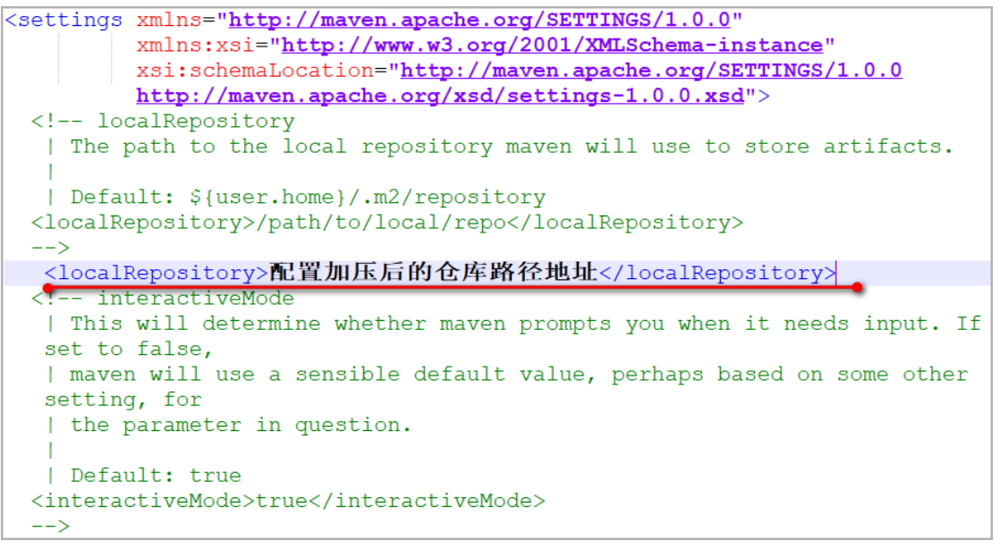 <settings xmlns="http://maven.apache.org/SETTINGS/1.0.0"
xmlns:xsi="http://www.w3.org/2001/XMLSchema-instance"
xsi:schemaLocation="http://maven.apache.org/SETTINGS/1.0.0
http://maven.apache.org/xsd/settings-1.0.0.xsd">
<!-- localRepository
| The path to the local repository maven will use to store artifacts.
|
| Default: ${user.home}/.m2/repository
<localRepository>/path/to/local/repo</localRepository>
-->
<localRepository>配置加压后的仓库路径地址</localRepository>
<!-- interactiveMode
| This will determine whether maven prompts you when it needs input. If
set to false,
| maven will use a sensible default value, perhaps based on some other
setting, for
| the parameter in question.
|
| Default: true
<interactiveMode>true</interactiveMode>
-->